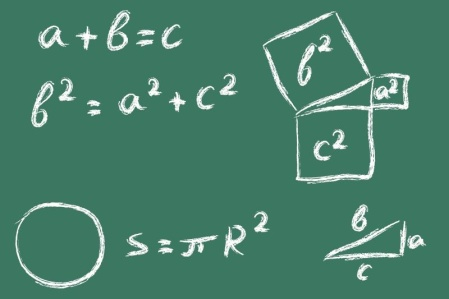 a+b=c
b²=a²+c²
b²
a²
c²
S=πR²
b
a
c